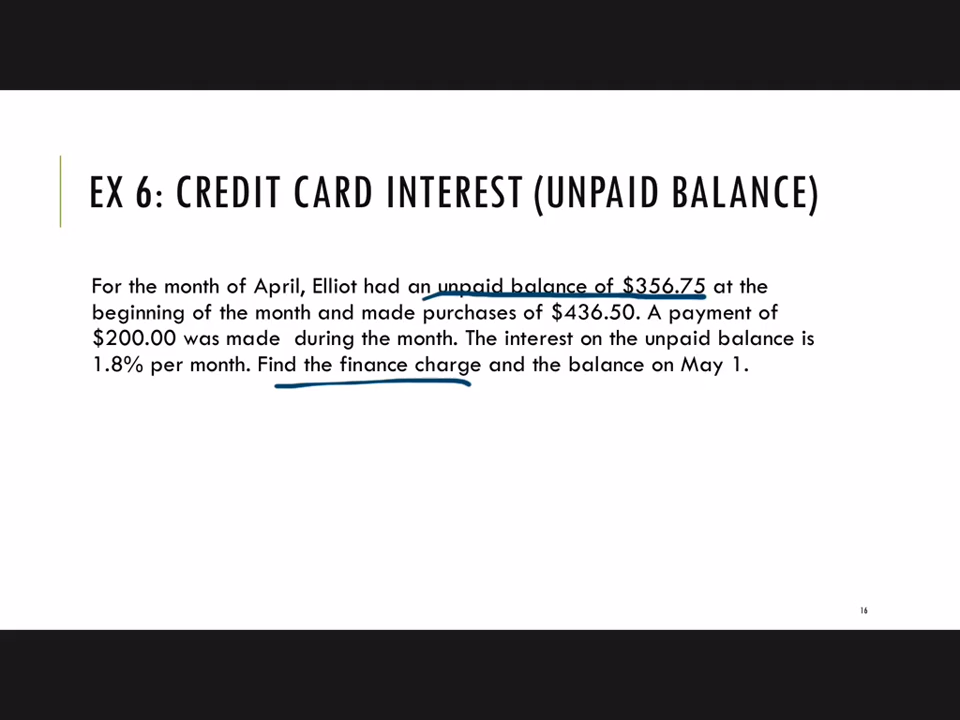 EX 6: CREDIT CARD INTEREST (UNPAID BALANCE)
For the month of April, Elliot had an unpaid balance of $356.75 at the
beginning of the month and made purchases of $436.50. A payment of
$200.00 was made during the month. The interest on the unpaid balance is
1.8% per month. Find the finance charge and the balance on May 1.
16